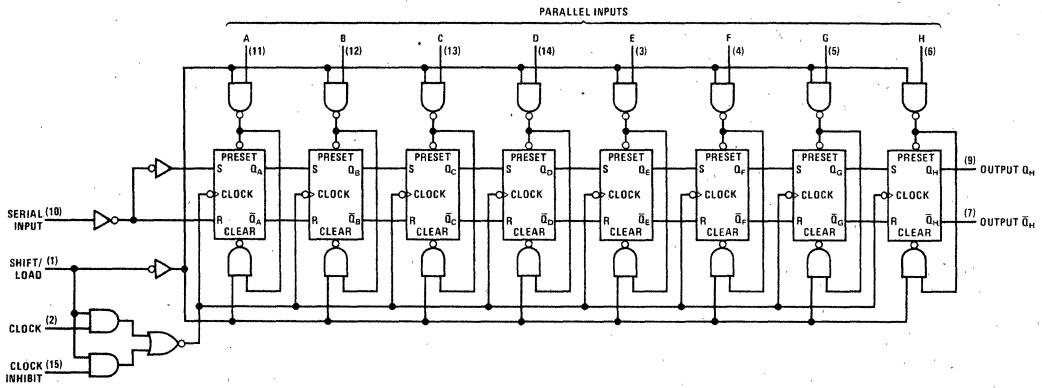 PARALLEL INPUTS
A B C D E F G H
(11) (12) (13) (14) (3) (4) (5) (6)
PRESET PRESET PRESET PRESET PRESET PRESET PRESET PRESET
S QA S QB S QC S QD S QE S QF S QG S QH
(9) OUTPUT QH
CLOCK CLOCK CLOCK CLOCK CLOCK CLOCK CLOCK CLOCK
SERIAL INPUT (10)
R Q̅A R Q̅B R Q̅C R Q̅D R Q̅E R Q̅F R Q̅G R Q̅H
(7) OUTPUT Q̅H
CLEAR CLEAR CLEAR CLEAR CLEAR CLEAR CLEAR CLEAR
SHIFT/ (1)
LOAD
CLOCK (2)
CLOCK (15)
INHIBIT